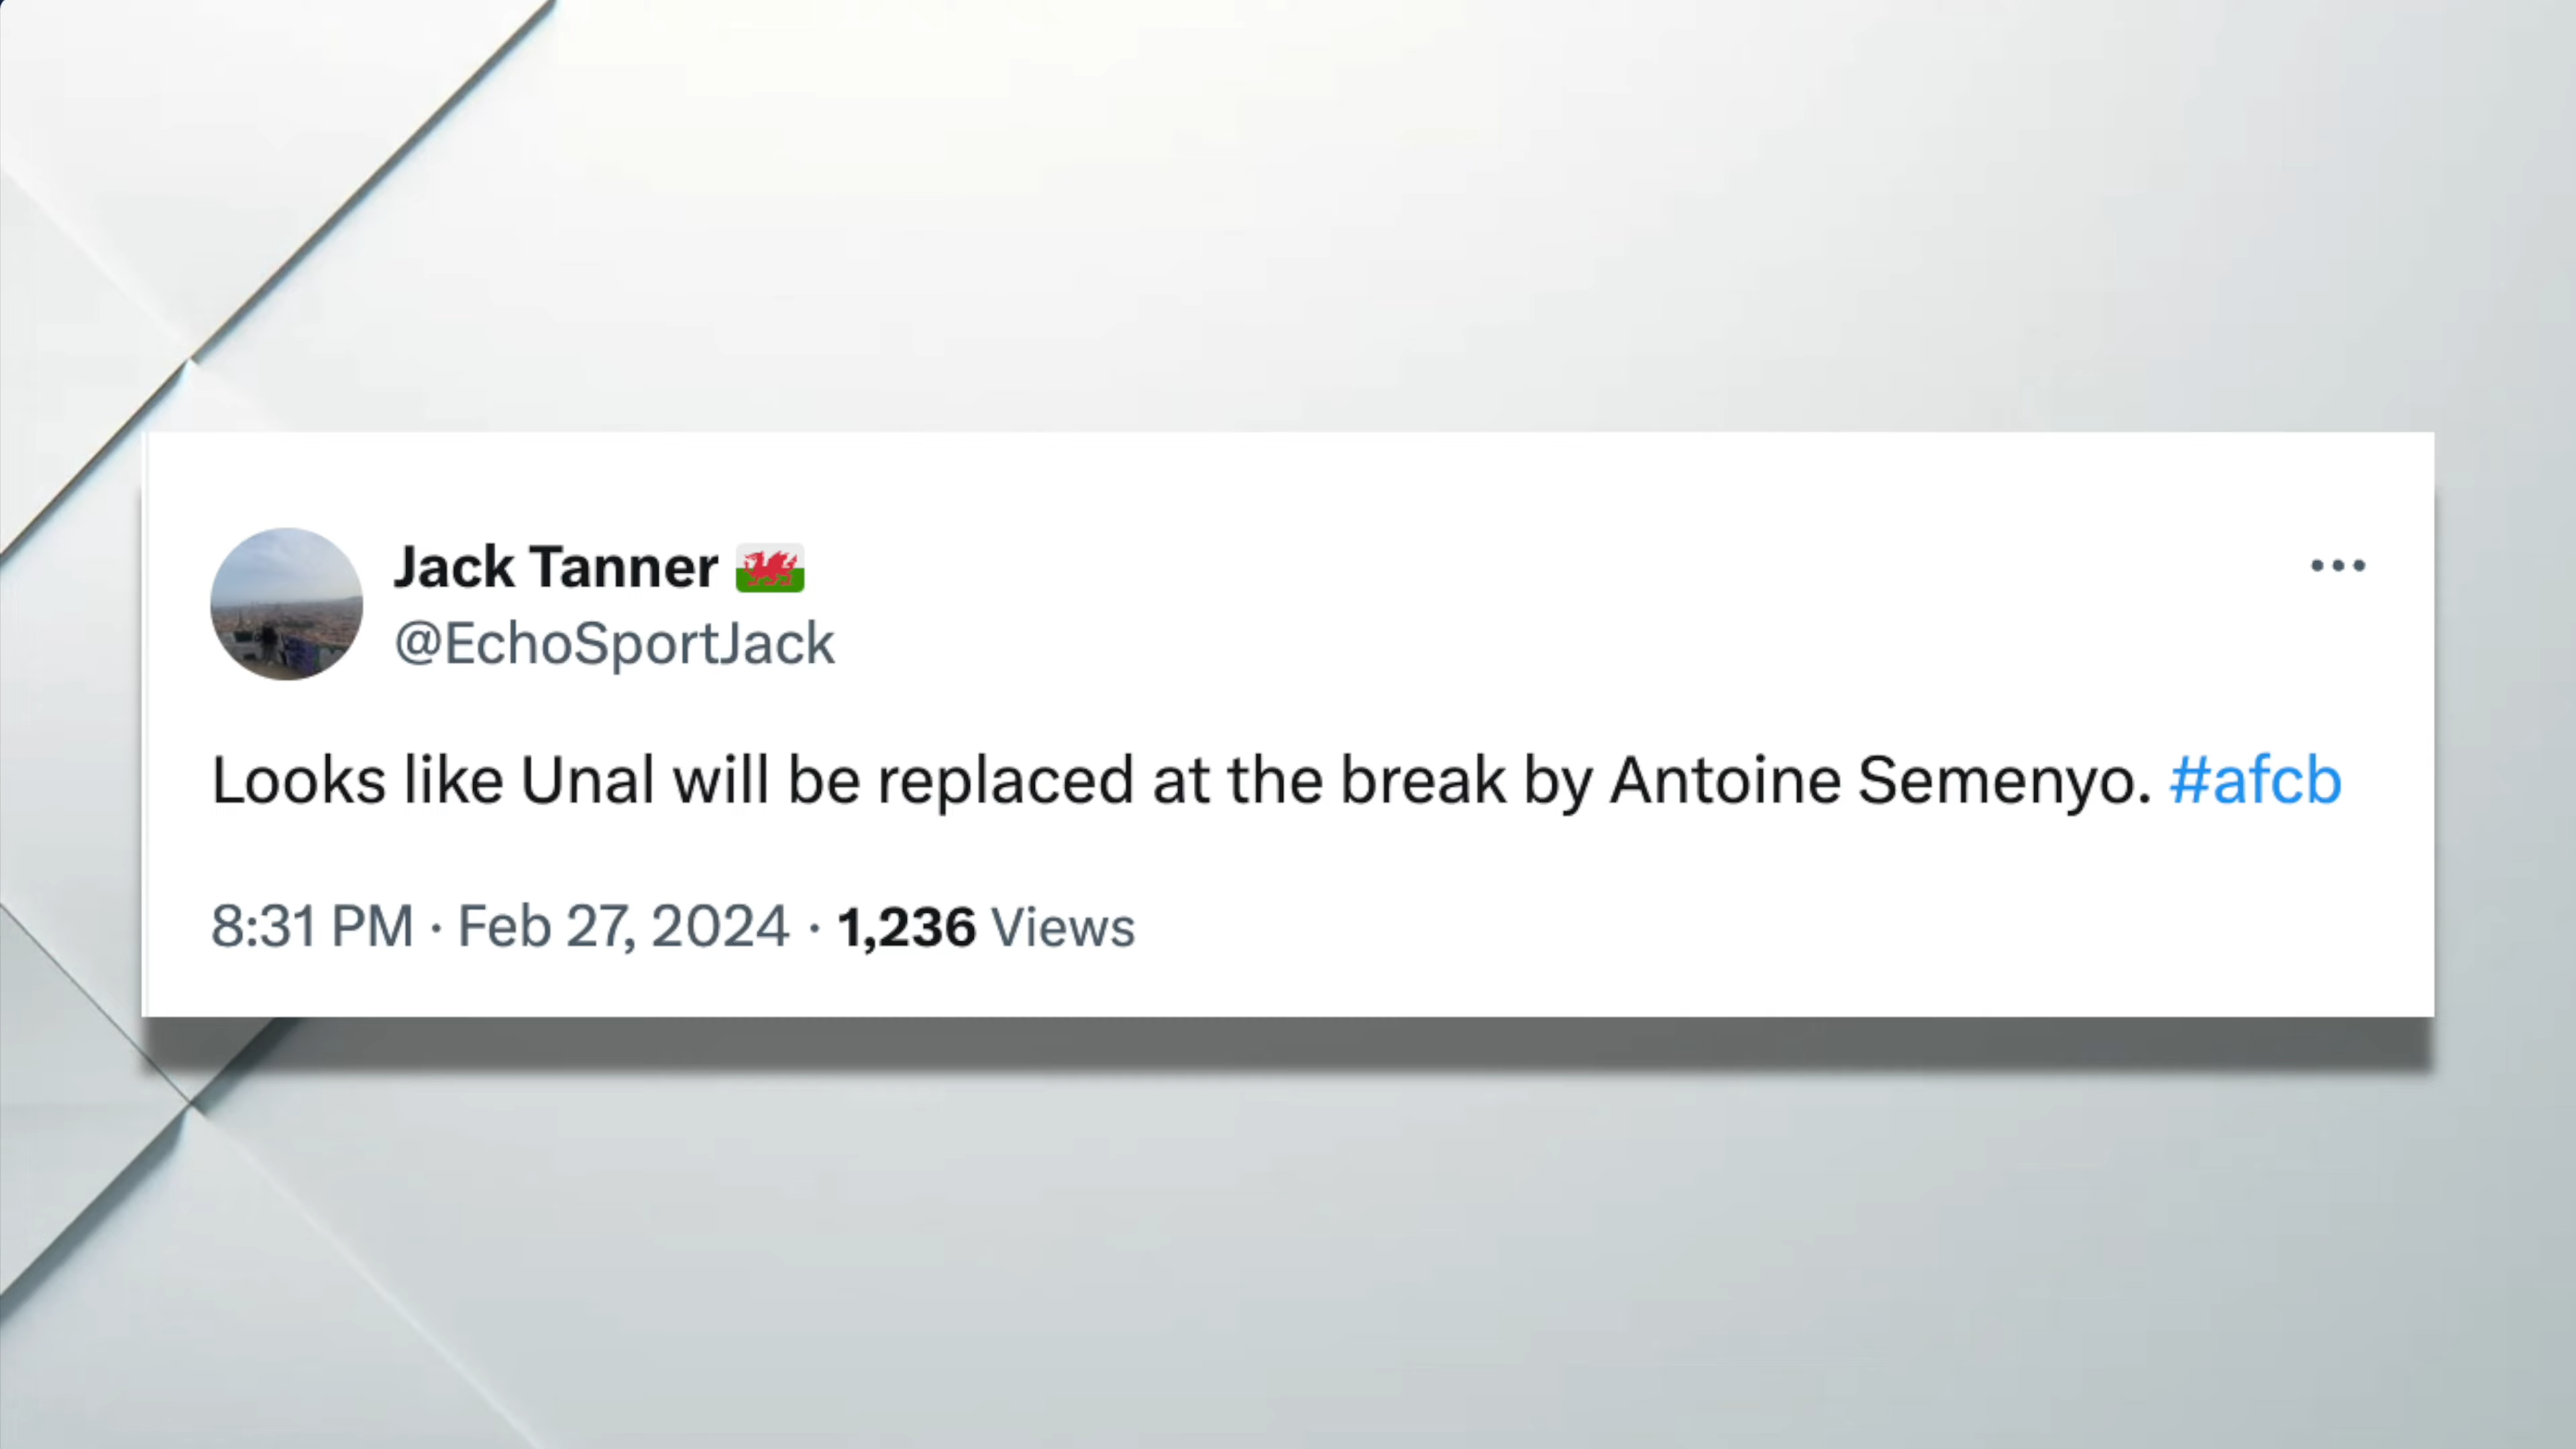 Jack Tanner 🏴󠁧󠁢󠁷󠁬󠁳󠁿
@EchoSportJack
Looks like Unal will be replaced at the break by Antoine Semenyo. #afcb
8:31 PM · Feb 27, 2024 · 1,236 Views